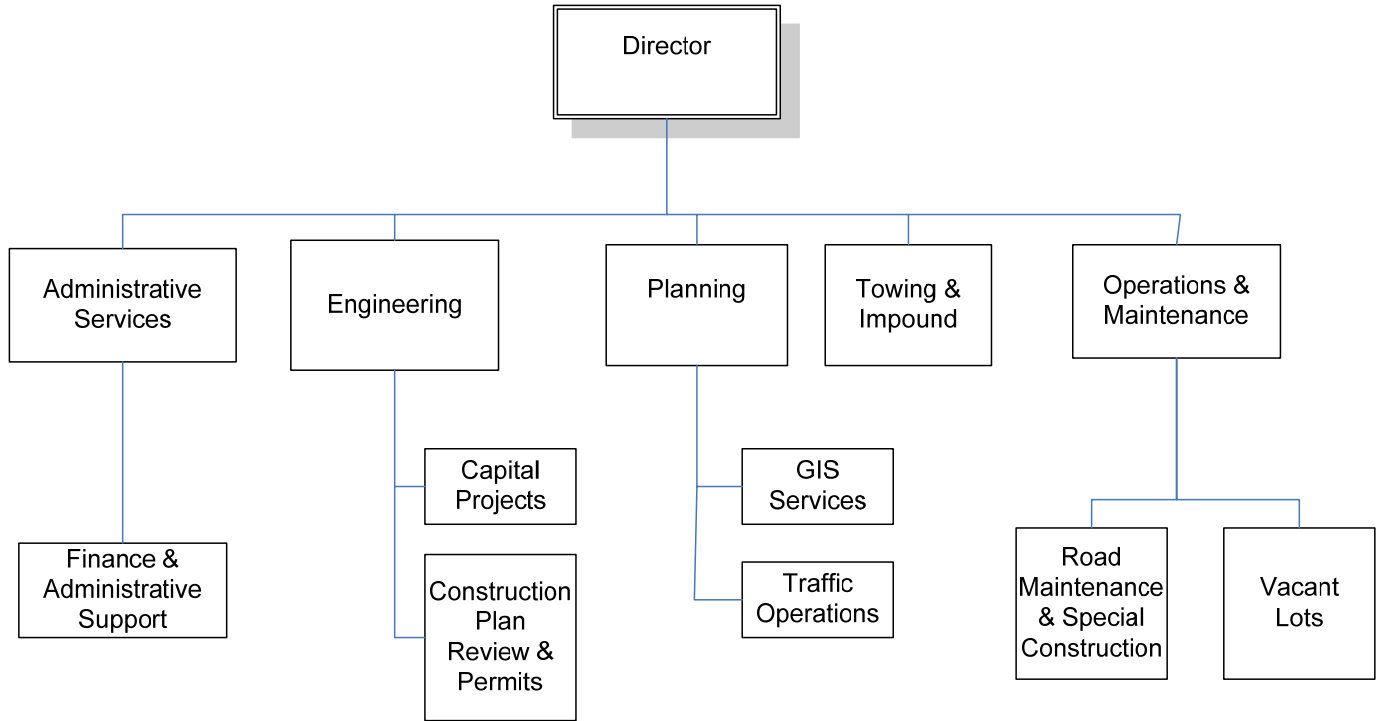 Director
Administrative
Services
Engineering
Planning
Towing &
Impound
Operations &
Maintenance
Finance &
Administrative
Support
Capital
Projects
Construction
Plan
Review &
Permits
GIS
Services
Traffic
Operations
Road
Maintenance
& Special
Construction
Vacant
Lots